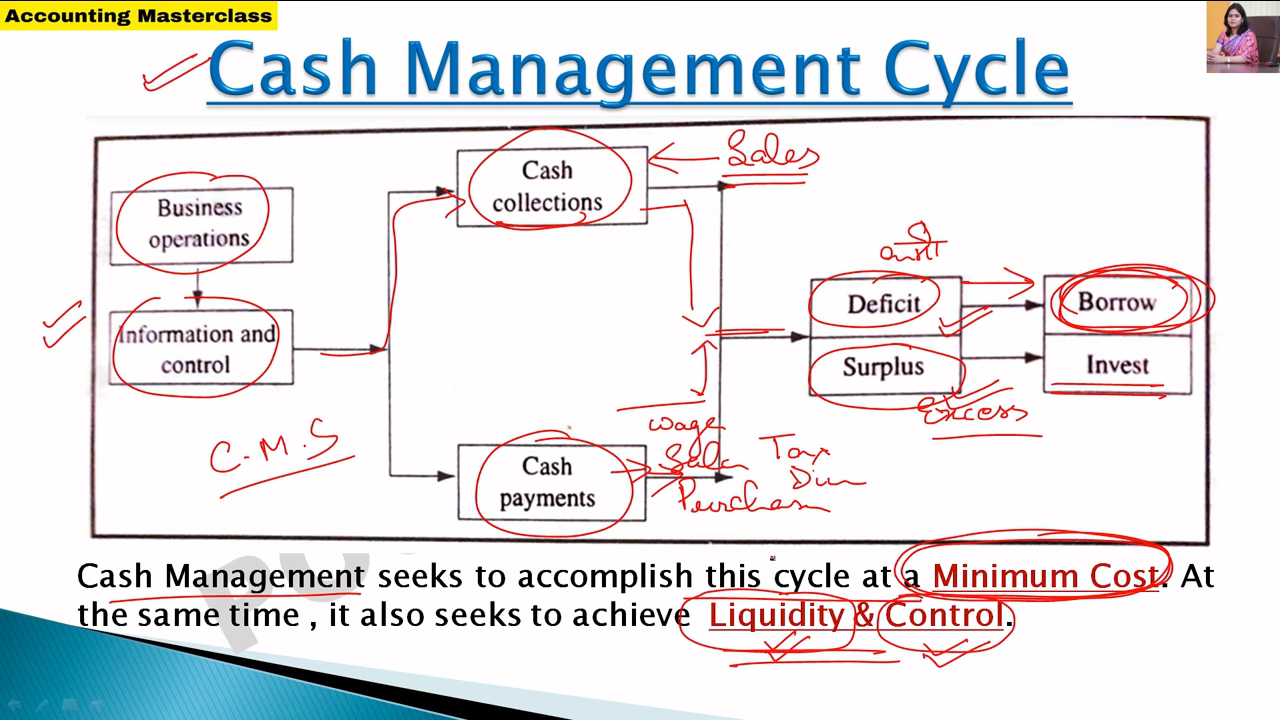 Accounting Masterclass
Cash Management Cycle
Business
operations
Information and
control
C.M.S
Cash
collections
Sales
Cash
payments
wage
Tax
Purchase
Deficit
Surplus
Excess
Borrow
Invest
Cash Management seeks to accomplish this cycle at a Minimum Cost. At
the same time , it also seeks to achieve Liquidity & Control.